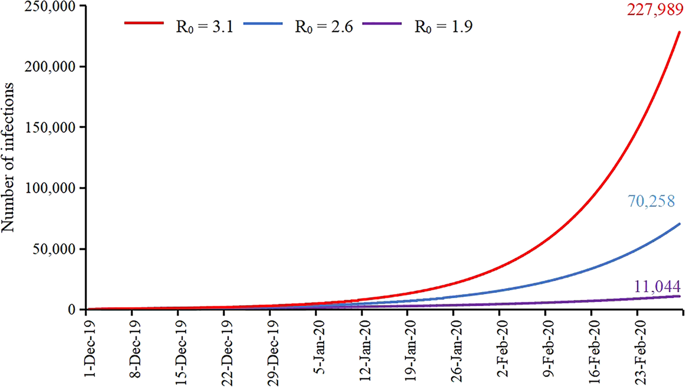 250,000
R₀ = 3.1
R₀ = 2.6
R₀ = 1.9
227,989
200,000
150,000
100,000
70,258
50,000
11,044
0
Number of infections
1-Dec-19
8-Dec-19
15-Dec-19
22-Dec-19
29-Dec-19
5-Jan-20
12-Jan-20
19-Jan-20
26-Jan-20
2-Feb-20
9-Feb-20
16-Feb-20
23-Feb-20